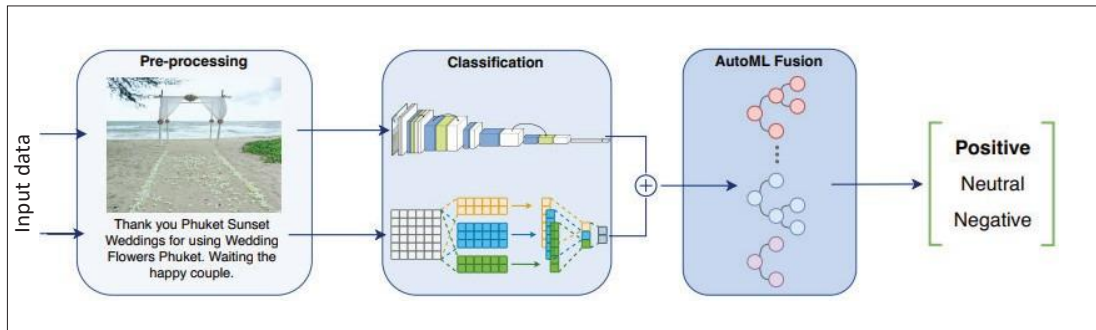 Input data
Pre-processing
Thank you Phuket Sunset
Weddings for using Wedding
Flowers Phuket. Waiting the
happy couple.
Classification
AutoML Fusion
Positive
Neutral
Negative